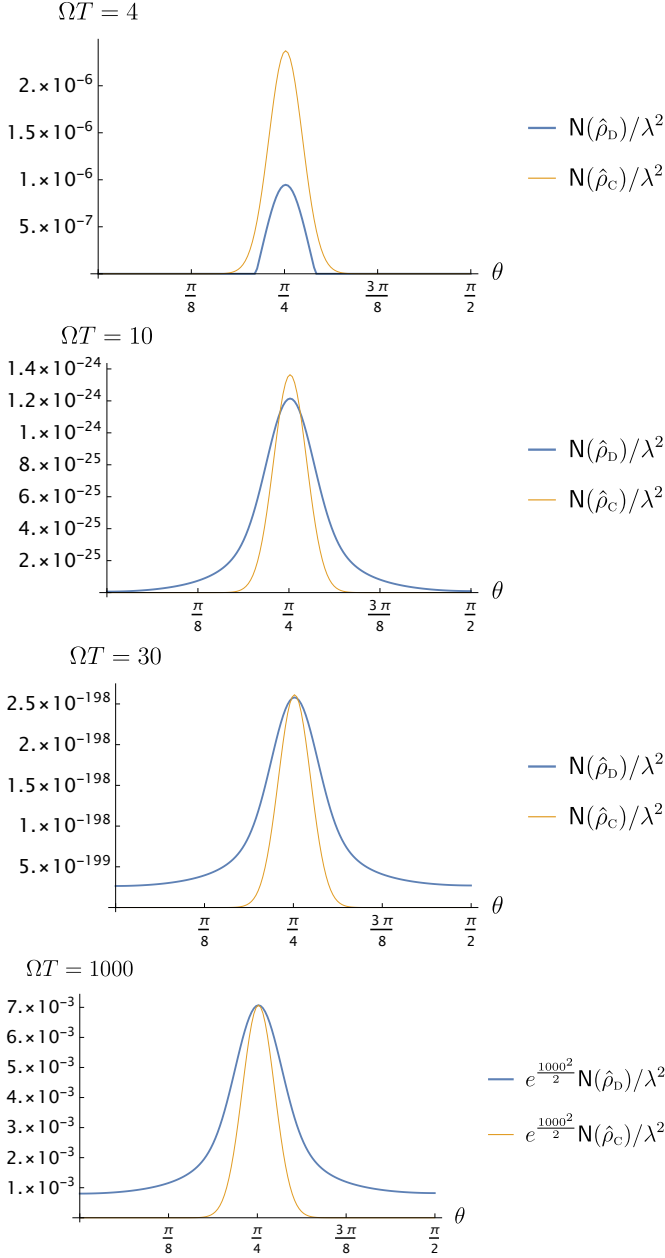 ΩT = 4
2.×10⁻⁶
1.5×10⁻⁶
1.×10⁻⁶
5.×10⁻⁷
N(ρ̂_D)/λ²
N(ρ̂_C)/λ²
θ
π/8 π/4 3π/8 π/2
ΩT = 10
1.4×10⁻²⁴
1.2×10⁻²⁴
1.×10⁻²⁴
8.×10⁻²⁵
6.×10⁻²⁵
4.×10⁻²⁵
2.×10⁻²⁵
N(ρ̂_D)/λ²
N(ρ̂_C)/λ²
θ
π/8 π/4 3π/8 π/2
ΩT = 30
2.5×10⁻¹⁹⁸
2.×10⁻¹⁹⁸
1.5×10⁻¹⁹⁸
1.×10⁻¹⁹⁸
5.×10⁻¹⁹⁹
N(ρ̂_D)/λ²
N(ρ̂_C)/λ²
θ
π/8 π/4 3π/8 π/2
ΩT = 1000
7.×10⁻³
6.×10⁻³
5.×10⁻³
4.×10⁻³
3.×10⁻³
2.×10⁻³
1.×10⁻³
e^(1000²/2) N(ρ̂_D)/λ²
e^(1000²/2) N(ρ̂_C)/λ²
θ
π/8 π/4 3π/8 π/2